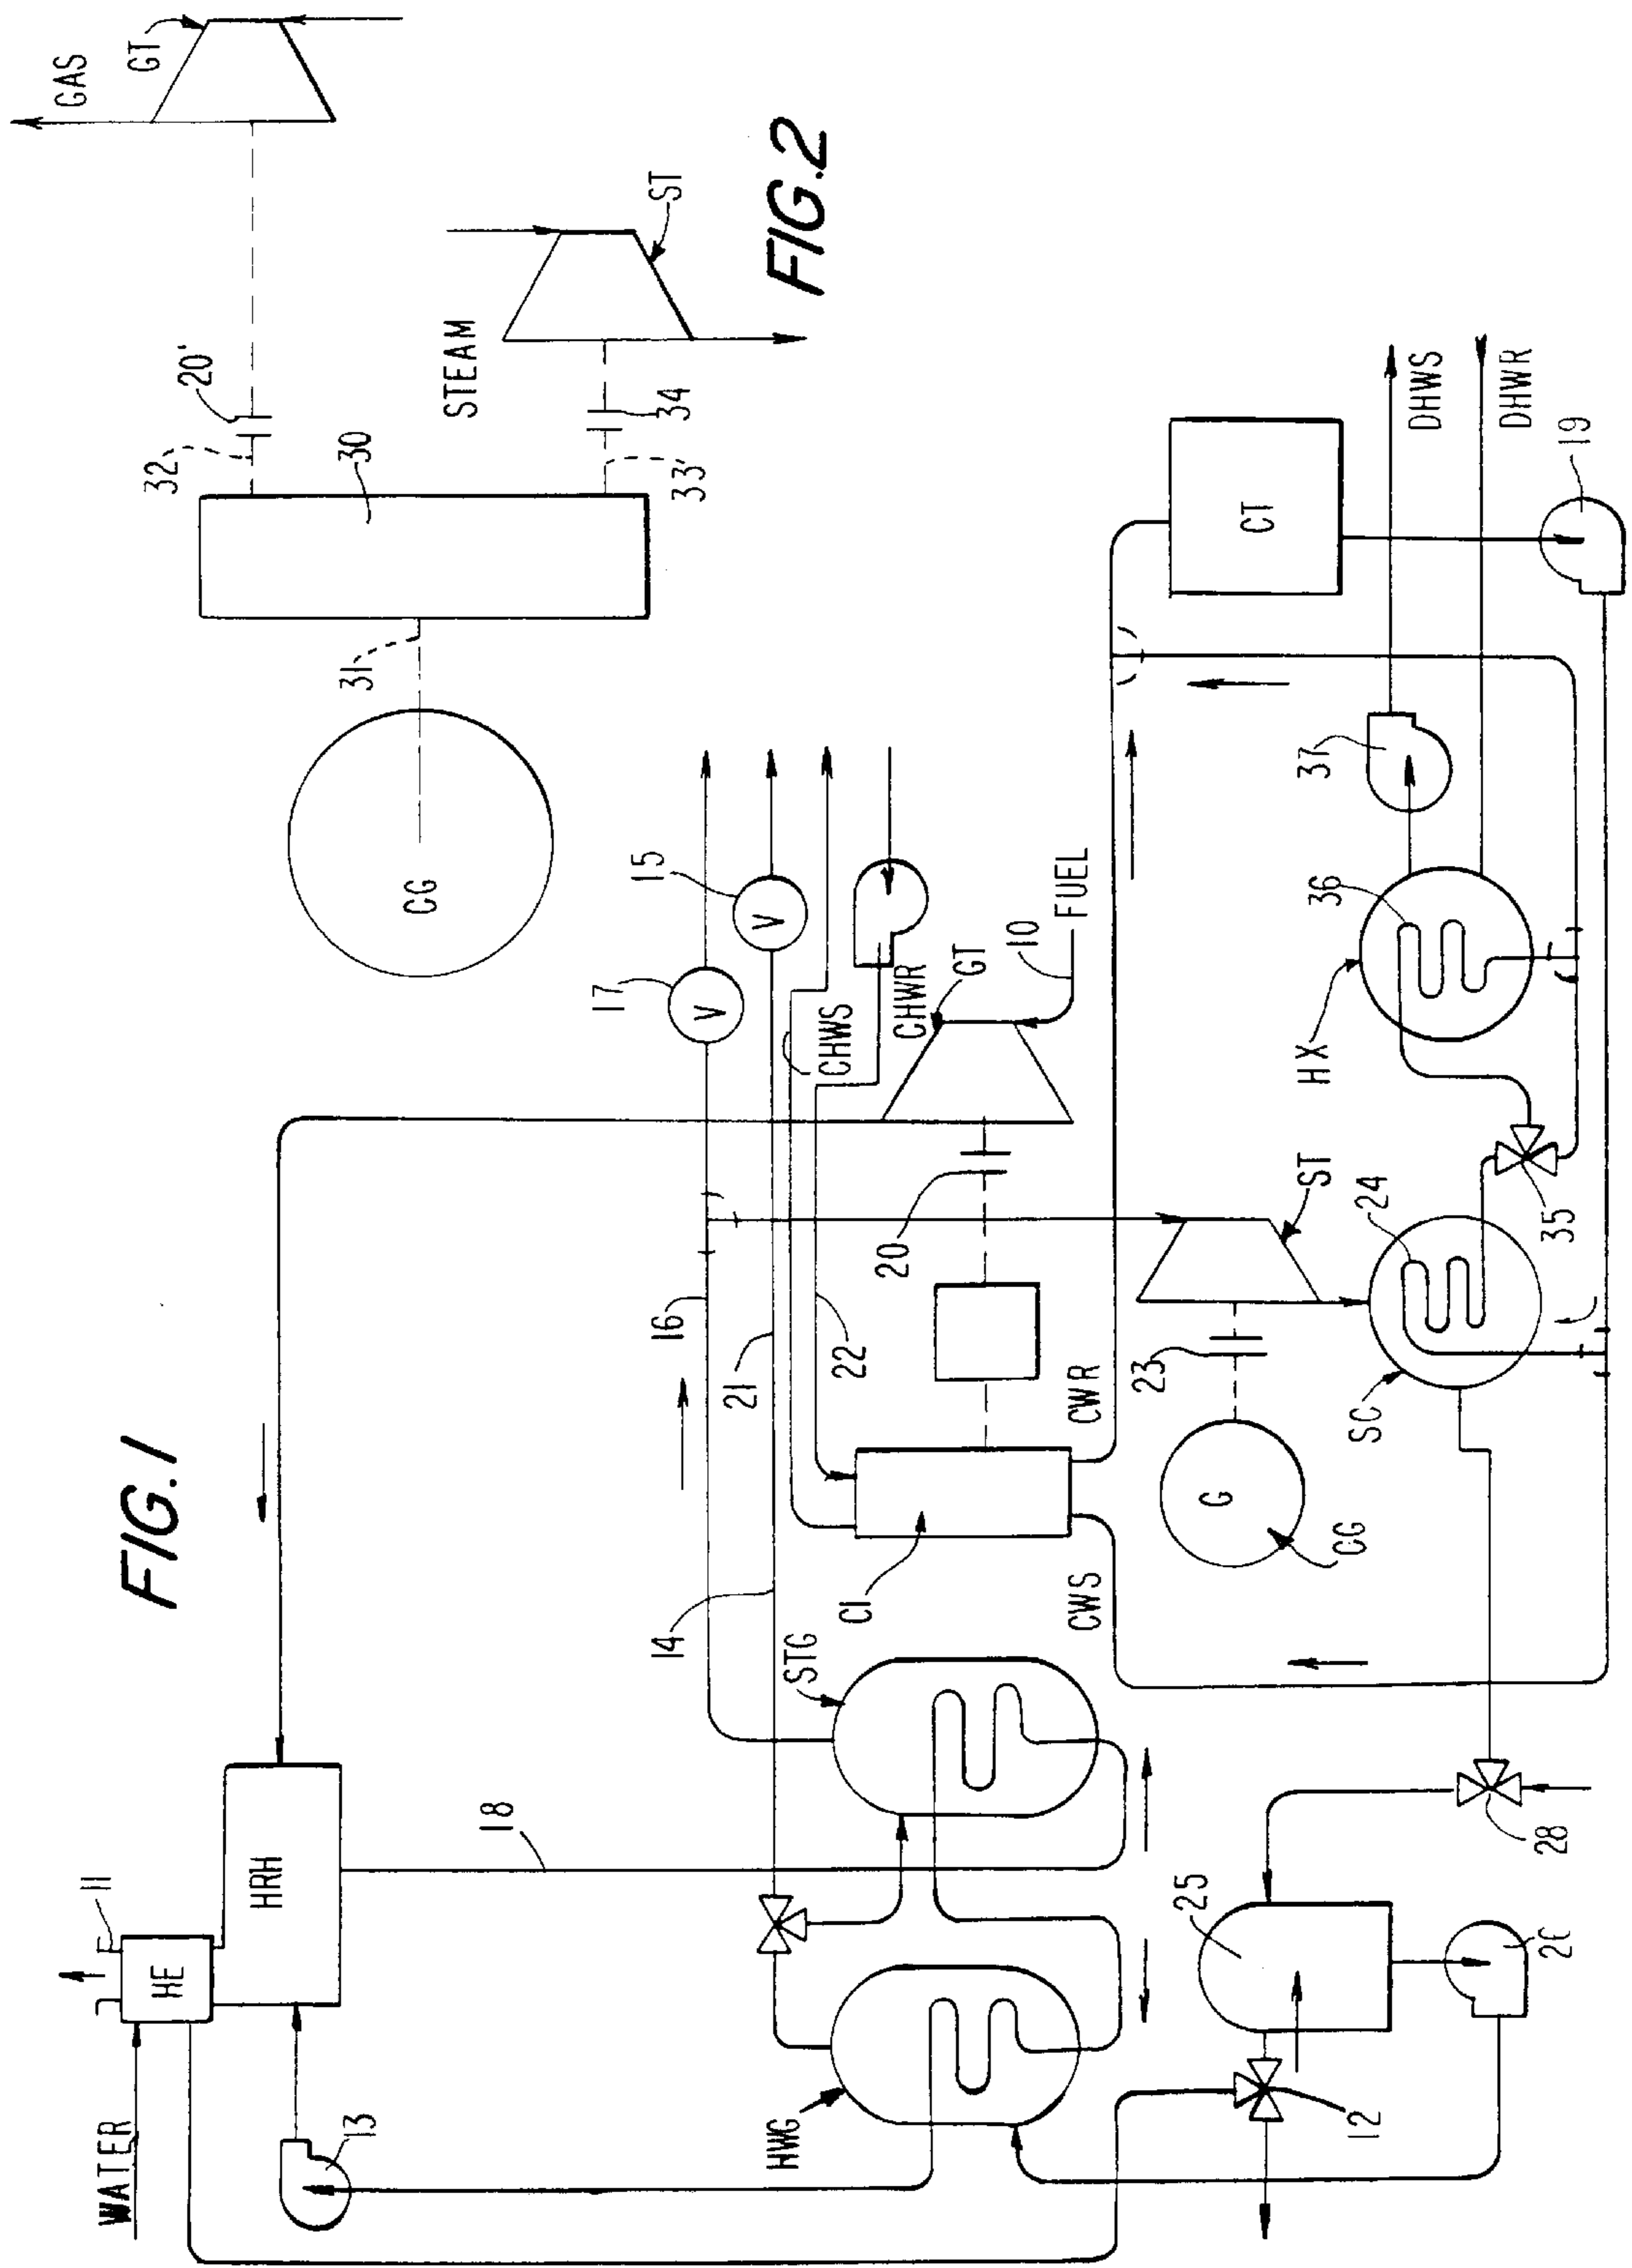 FIG.1
WATER
11
HE
HRH
13
18
HWG
STG
14
21
16
17
V
15
V
CHWS
CHWR
22
C1
CWS
CWR
20
GT
10
FUEL
G
CG
23
ST
SC
24
35
HX
36
37
CT
19
DHWS
DHWR
12
25
28
FIG.2
CG
31
30
32
20'
33'
34
STEAM
ST
GAS
GT